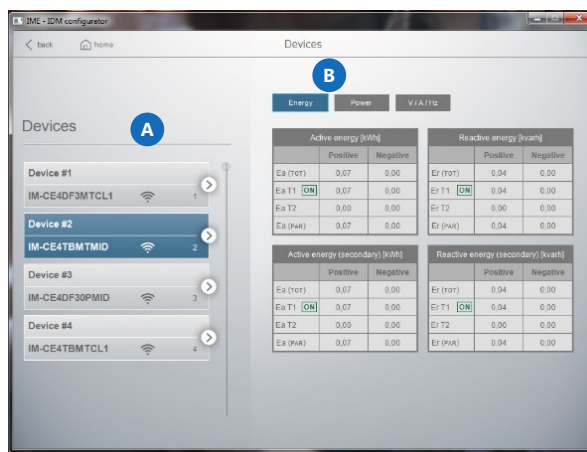 IME - IDM configurator
back home Devices
B
Energy Power V / A / Hz
Devices
A
Device #1
IM-CE4DF3MTCL1 1
Device #2
IM-CE4TBMTMID 2
Device #3
IM-CE4DF30PMID 3
Device #4
IM-CE4TBMTCL1 4
Active energy [kWh]
Positive Negative
Ea (TOT) 0,07 0,00
Ea T1 ON 0,07 0,00
Ea T2 0,00 0,00
Ea (PAR) 0,07 0,00
Reactive energy [kvarh]
Positive Negative
Er (TOT) 0,04 0,00
Er T1 ON 0,04 0,00
Er T2 0,00 0,00
Er (PAR) 0,04 0,00
Active energy (secondary) [kWh]
Positive Negative
Ea (TOT) 0,07 0,00
Ea T1 ON 0,07 0,00
Ea T2 0,00 0,00
Ea (PAR) 0,07 0,00
Reactive energy (secondary) [kvarh]
Positive Negative
Er (TOT) 0,04 0,00
Er T1 ON 0,04 0,00
Er T2 0,00 0,00
Er (PAR) 0,04 0,00